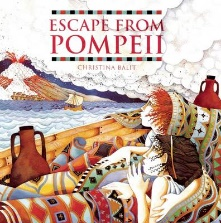 ESCAPE FROM
POMPEII
CHRISTINA BALIT